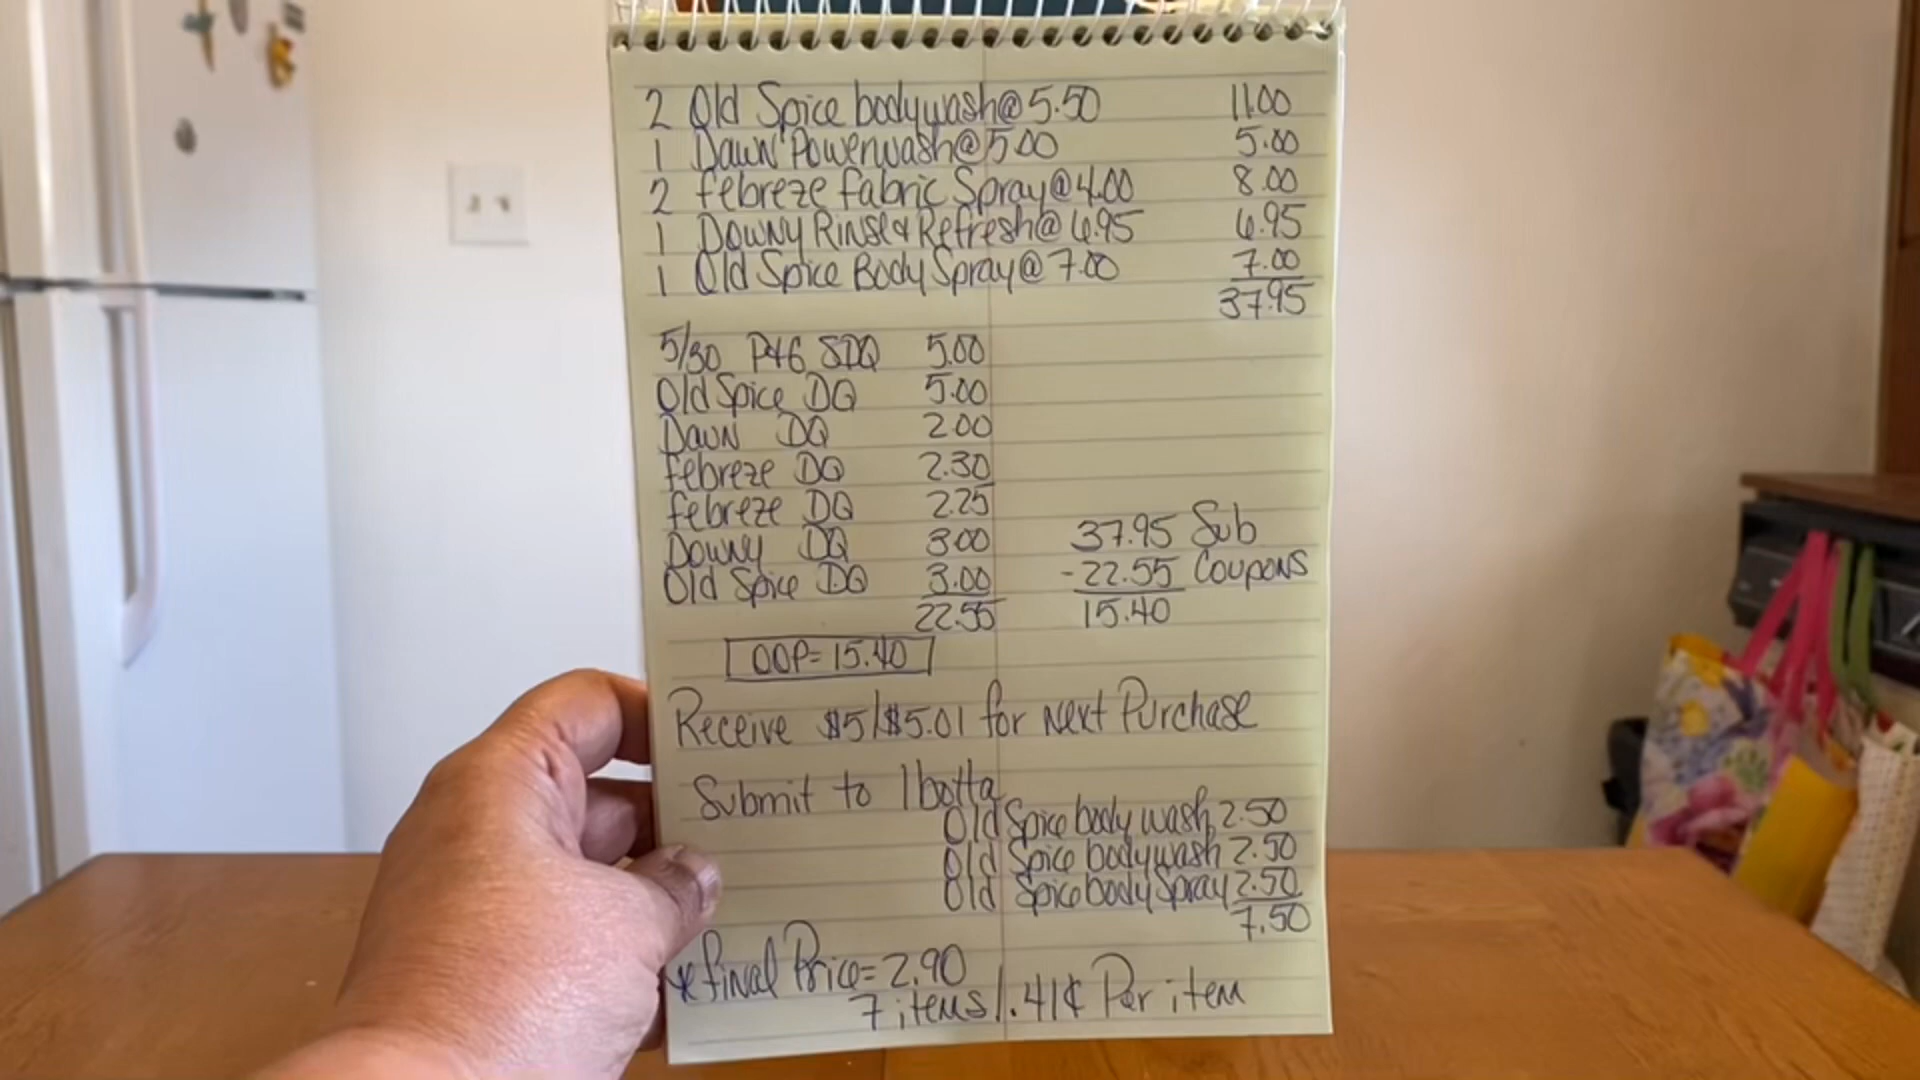 2 Old Spice bodywash@5.50 11.00
1 Dawn Powerwash@5.00 5.00
2 febreze fabric Spray@4.00 8.00
1 Downy Rinse & Refresh@6.95 6.95
1 Old Spice Body Spray@7.00 7.00
37.95
5/30 P+G SDQ 5.00
Old Spice DQ 5.00
Dawn DQ 2.00
febreze DQ 2.30
febreze DQ 2.25
Downy DQ 3.00
Old Spice DQ 3.00
22.55
37.95 Sub
-22.55 Coupons
15.40
OOP= 15.40
Receive $5/$5.01 for Next Purchase
Submit to Ibotta
Old Spice body wash 2.50
Old Spice bodywash 2.50
Old Spice body Spray 2.50
7.50
* final Price= 2.90
7 items/.41¢ Per item